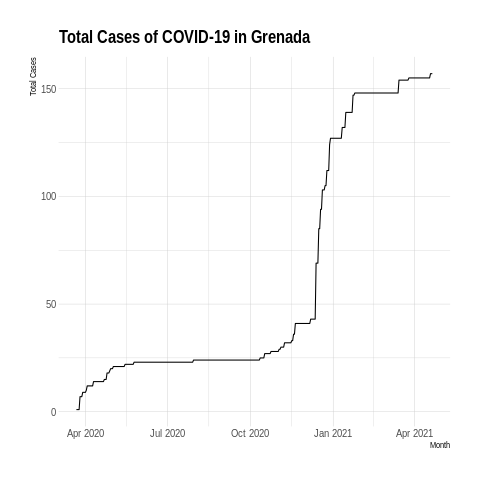 Total Cases of COVID-19 in Grenada
Total Cases
150
100
50
0
Apr 2020 Jul 2020 Oct 2020 Jan 2021 Apr 2021
Month